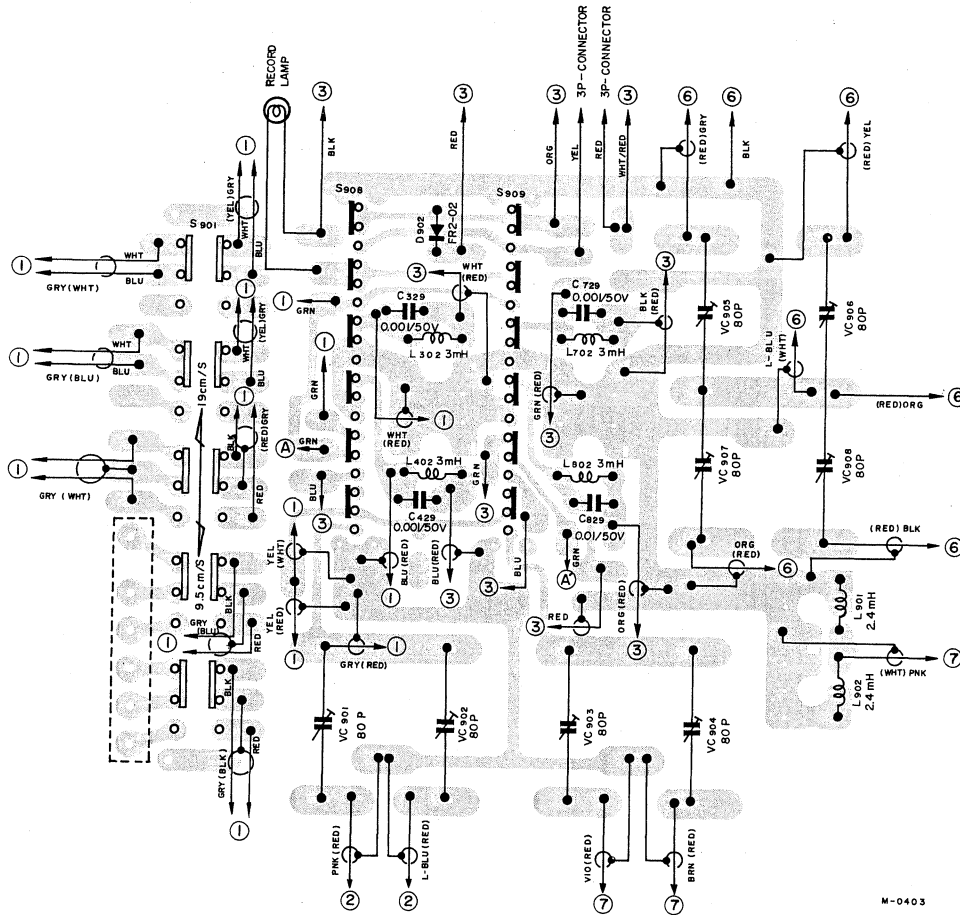 RECORD LAMP
3
BLK
3
RED
3
ORG
3P-CONNECTOR
YEL
3P-CONNECTOR
RED
3
WHT/RED
6
(RED)GRY
6
BLK
6
(RED) YEL
1
(YEL)GRY
WHT
BLU
S901
S908
S909
D902
FR2-02
1
WHT
BLU
GRY(WHT)
3
WHT
(RED)
1
GRN
C329
0.001/50V
L302 3mH
C729
0.001/50V
L702 3mH
3
BLK
(RED)
VC905
80P
VC906
80P
1
(YEL)GRY
WHT
BLU
1
WHT
BLU
GRY(BLU)
1
GRN
L-BLU
(WHT)
6
GRN(RED)
3
(RED)ORG
6
19cm/S
1
BLK
(RED)GRY
RED
WHT
(RED)
1
A
GRN
1
GRY (WHT)
L402 3mH
C429
0.001/50V
GRN
3
L802 3mH
C829
0.01/50V
VC907
80P
VC908
80P
BLU
3
1
YEL
(WHT)
BLU(RED)
1
BLU(RED)
3
BLU
3
GRN
A'
ORG
(RED)
6
(RED) BLK
6
9.5cm/S
BLK
GRY
(BLU)
1
1
RED
YEL
(RED)
1
GRY(RED)
1
RED
3
ORG(RED)
3
L901
2.4mH
(WHT) PNK
7
L902
2.4mH
BLK
GRY(BLK)
RED
1
VC901
80P
VC902
80P
VC903
80P
VC904
80P
PNK(RED)
2
L-BLU(RED)
2
VIO(RED)
7
BRN (RED)
7
M-0403